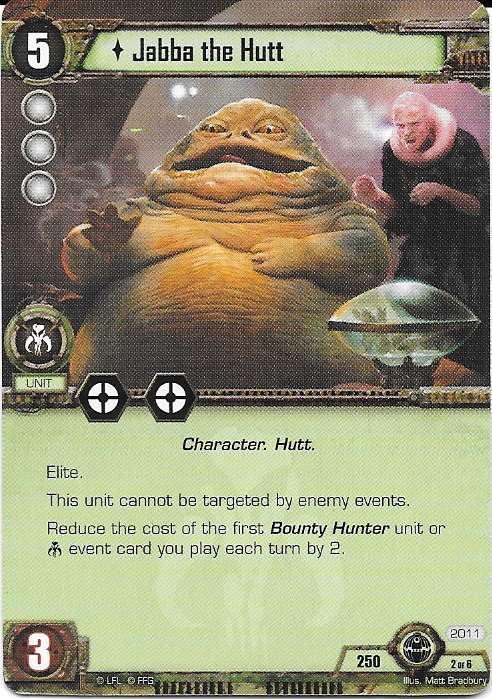 5
Jabba the Hutt
UNIT
Character. Hutt.
Elite.
This unit cannot be targeted by enemy events.
Reduce the cost of the first Bounty Hunter unit or
event card you play each turn by 2.
3
2011
250
2 of 6
© LFL © FFG
Illus. Matt Bradbury